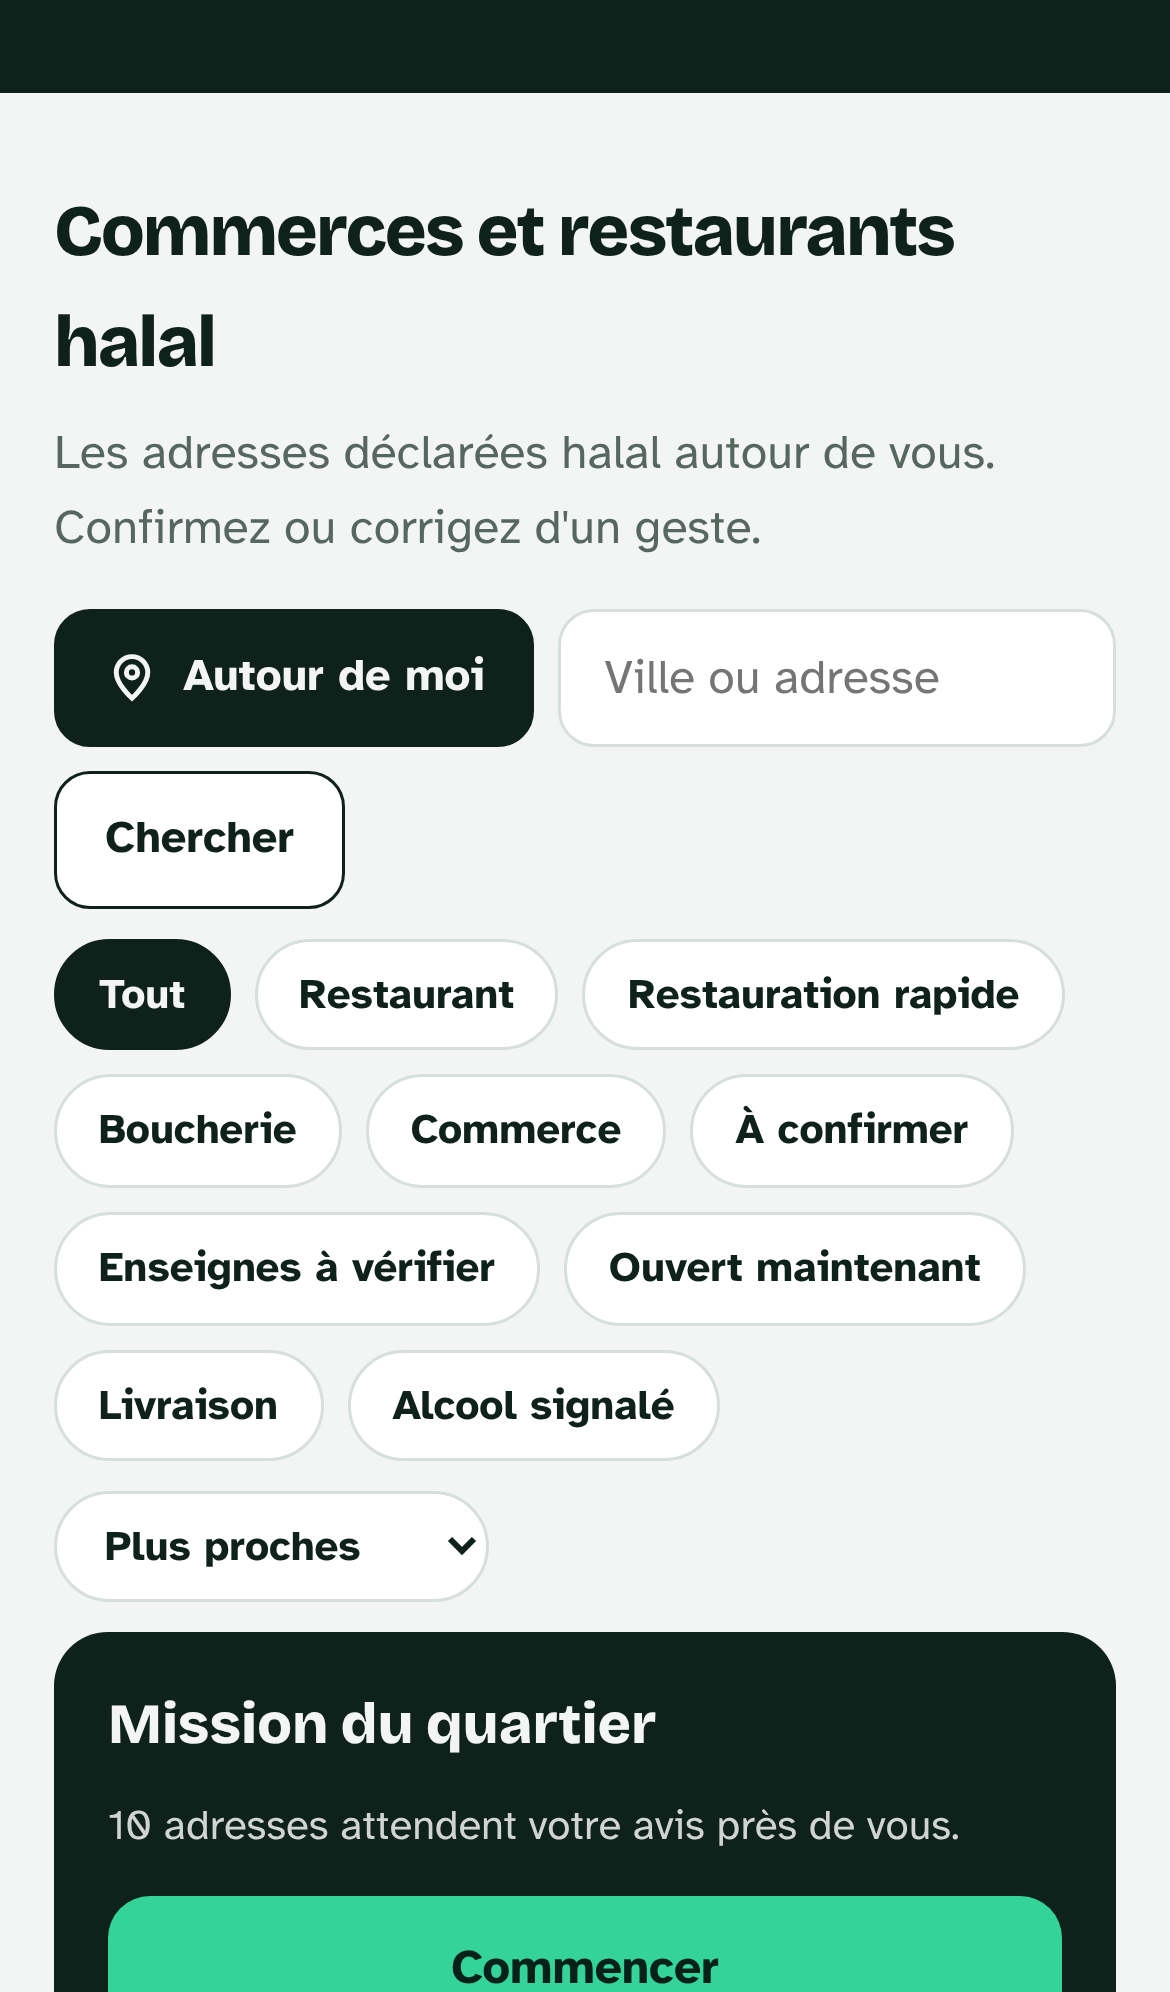 Commerces et restaurants
halal
Les adresses déclarées halal autour de vous.
Confirmez ou corrigez d'un geste.
Autour de moi
Ville ou adresse
Chercher
Tout
Restaurant
Restauration rapide
Boucherie
Commerce
À confirmer
Enseignes à vérifier
Ouvert maintenant
Livraison
Alcool signalé
Plus proches
Mission du quartier
10 adresses attendent votre avis près de vous.
Commencer